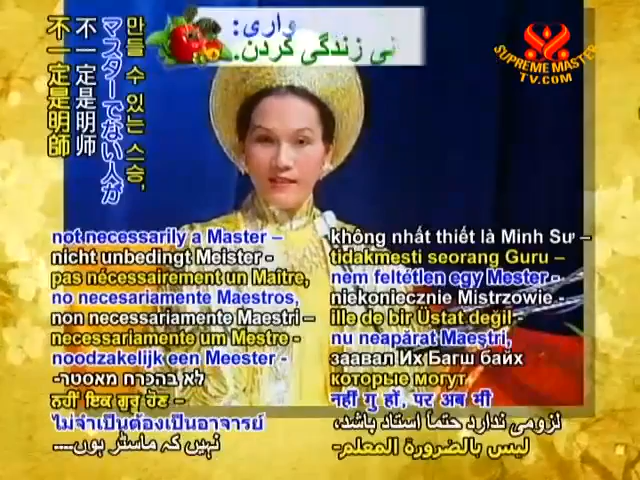 만들 수 있는 스승,
マスターでない人が
不一定是明师
不一定是明師
واری:
نی زندگی کردن.
SUPREME MASTER
TV.COM
not necessarily a Master –
nicht unbedingt Meister -
pas nécessairement un Maître,
no necesariamente Maestros,
non necessariamente Maestri –
necessariamente um Mestre -
noodzakelijk een Meester -
לא בהכרח מאסטר-
ਨਹੀਂ ਇਕ ਗੁਰੂ ਹੋਣ –
ไม่จำเป็นต้องเป็นอาจารย์
نہیں کہ ماسٹر ہوں....
không nhất thiết là Minh Sư –
tidakmesti seorang Guru –
nem feltétlen egy Mester -
niekoniecznie Mistrzowie -
ille de bir Üstat değil -
nu neapărat Maeştri,
заавал Их Багш байх
которые могут
नहीं गु हों, पर अब भी
لزومی ندارد حتماً استاد باشد،
ليس بالضرورة المعلم-